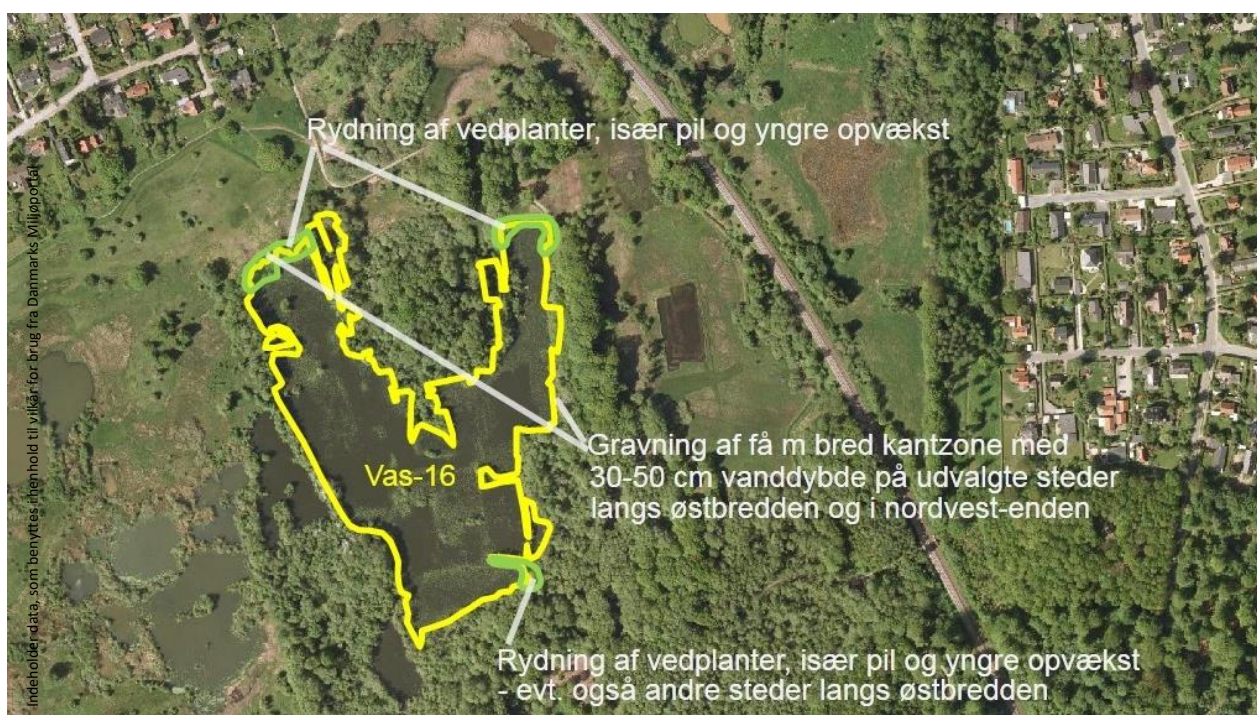 Rydning af vedplanter, især pil og yngre opvækst
Vas-16
Gravning af få m bred kantzone med
30-50 cm vanddybde på udvalgte steder
langs østbredden og i nordvest-enden
Rydning af vedplanter, især pil og yngre opvækst
- evt. også andre steder langs østbredden
Indeholder data, som benyttes i henhold til vilkår for brug fra Danmarks Miljøportal